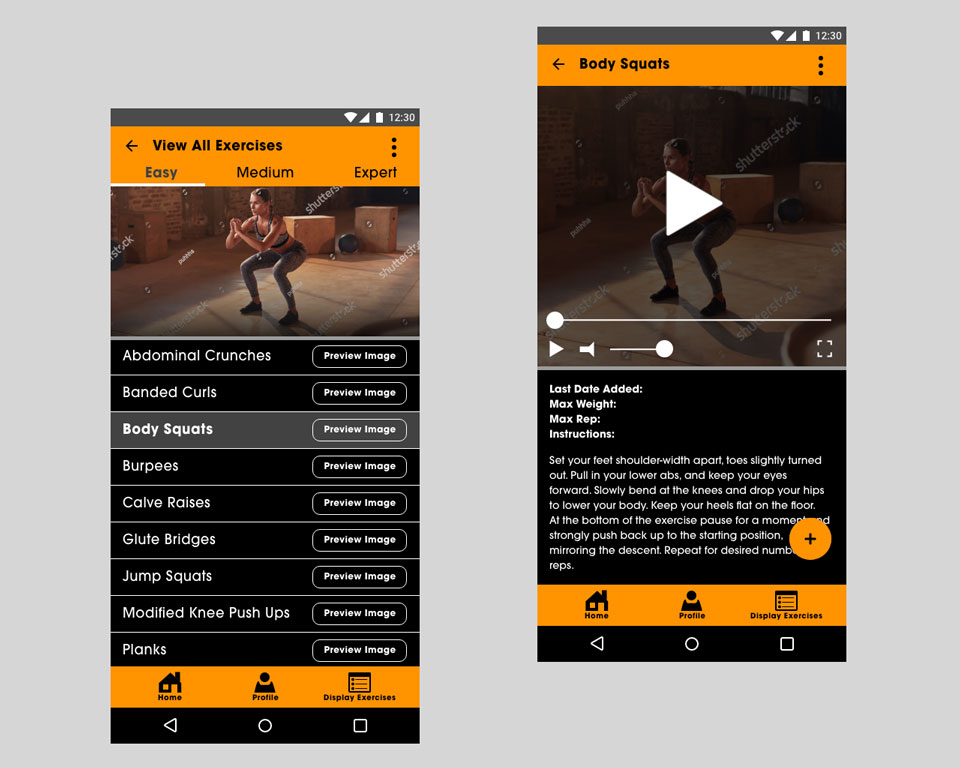 12:30
View All Exercises
Easy Medium Expert
shutterstock
puhhha
shutterstock
Abdominal Crunches Preview Image
Banded Curls Preview Image
Body Squats Preview Image
Burpees Preview Image
Calve Raises Preview Image
Glute Bridges Preview Image
Jump Squats Preview Image
Modified Knee Push Ups Preview Image
Planks Preview Image
Home Profile Display Exercises
12:30
Body Squats
puhhha
shutterstock
puhhha
shutterstock
shutterstock
Last Date Added:
Max Weight:
Max Rep:
Instructions:
Set your feet shoulder-width apart, toes slightly turned
out. Pull in your lower abs, and keep your eyes
forward. Slowly bend at the knees and drop your hips
to lower your body. Keep your heels flat on the floor.
At the bottom of the exercise pause for a moment
strongly push back up to the starting position,
mirroring the descent. Repeat for desired
reps.
+
Home Profile Display Exercises